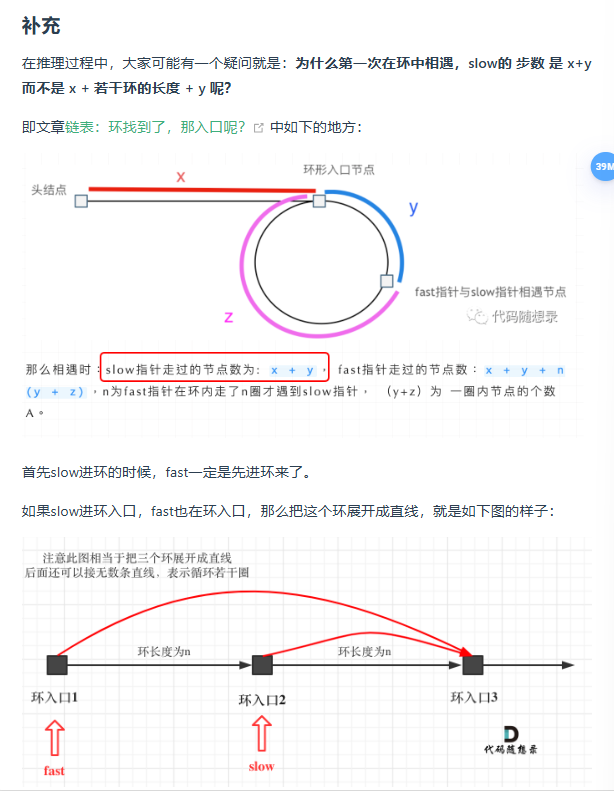 补充
在推理过程中，大家可能有一个疑问就是：为什么第一次在环中相遇，slow的 步数 是 x+y
而不是 x + 若干环的长度 + y 呢？
即文章链表：环找到了，那入口呢？ 中如下的地方：
39M
环形入口节点
x
头结点
y
fast指针与slow指针相遇节点
z
代码随想录
那么相遇时：slow指针走过的节点数为: x + y， fast指针走过的节点数：x + y + n
(y + z)，n为fast指针在环内走了n圈才遇到slow指针， （y+z）为 一圈内节点的个数
A。
首先slow进环的时候，fast一定是先进环来了。
如果slow进环入口，fast也在环入口，那么把这个环展开成直线，就是如下图的样子：
注意此图相当于把三个环展开成直线
后面还可以接无数条直线，表示循环若干圈
环长度为n
环长度为n
环入口1
环入口2
环入口3
fast
slow
代码随想录